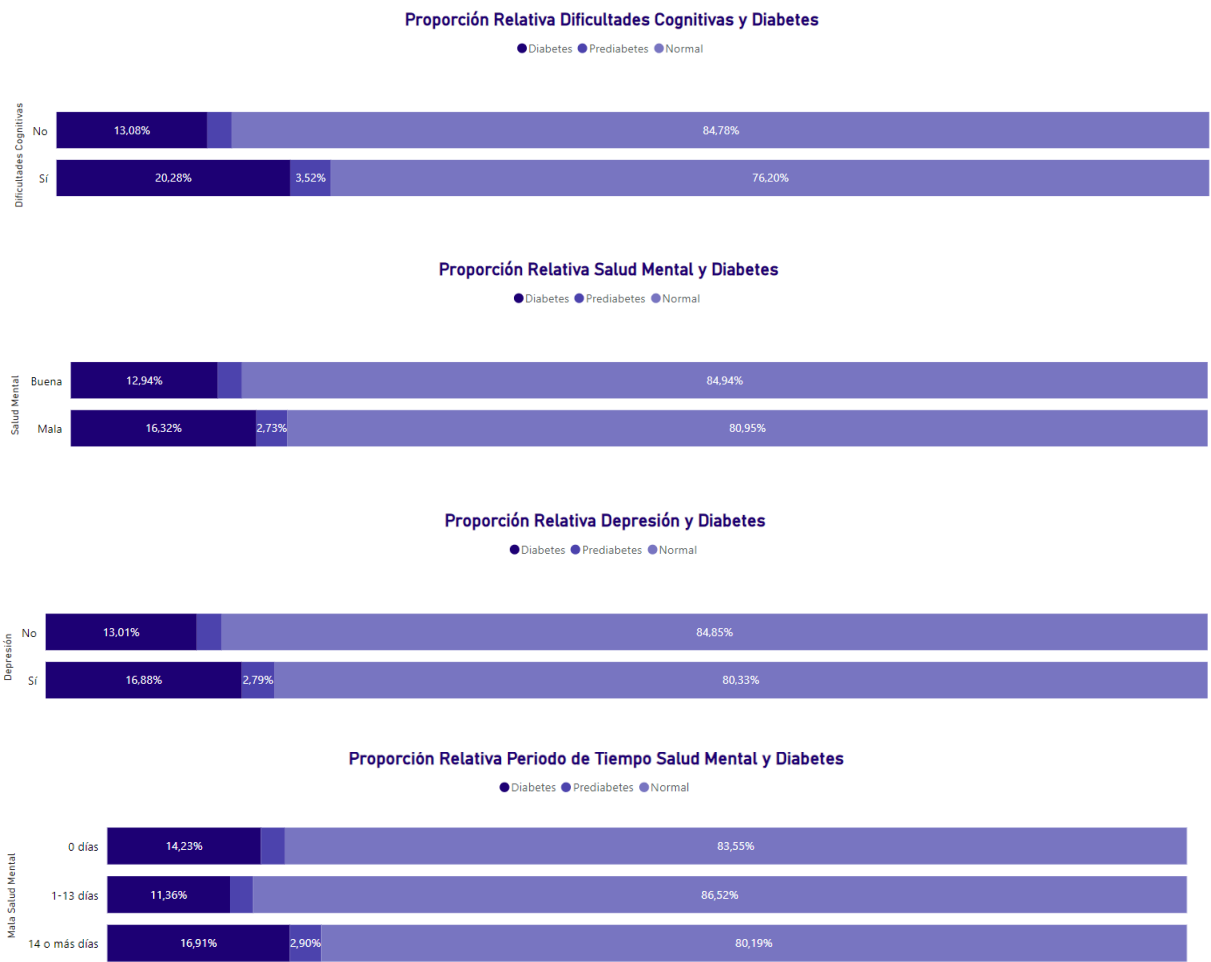 Proporción Relativa Dificultades Cognitivas y Diabetes
Diabetes Prediabetes Normal
Dificultades Cognitivas
No 13,08% 84,78%
Sí 20,28% 3,52% 76,20%
Proporción Relativa Salud Mental y Diabetes
Diabetes Prediabetes Normal
Salud Mental
Buena 12,94% 84,94%
Mala 16,32% 2,73% 80,95%
Proporción Relativa Depresión y Diabetes
Diabetes Prediabetes Normal
Depresión
No 13,01% 84,85%
Sí 16,88% 2,79% 80,33%
Proporción Relativa Periodo de Tiempo Salud Mental y Diabetes
Diabetes Prediabetes Normal
Mala Salud Mental
0 días 14,23% 83,55%
1-13 días 11,36% 86,52%
14 o más días 16,91% 2,90% 80,19%